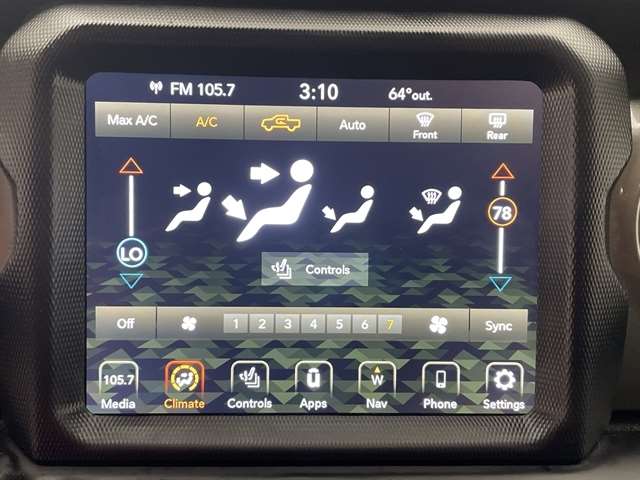 FM 105.7 3:10 64°out.
Max A/C A/C Auto Front Rear
LO 78
Controls
Off 1 2 3 4 5 6 7 Sync
105.7 W
Media Climate Controls Apps Nav Phone Settings